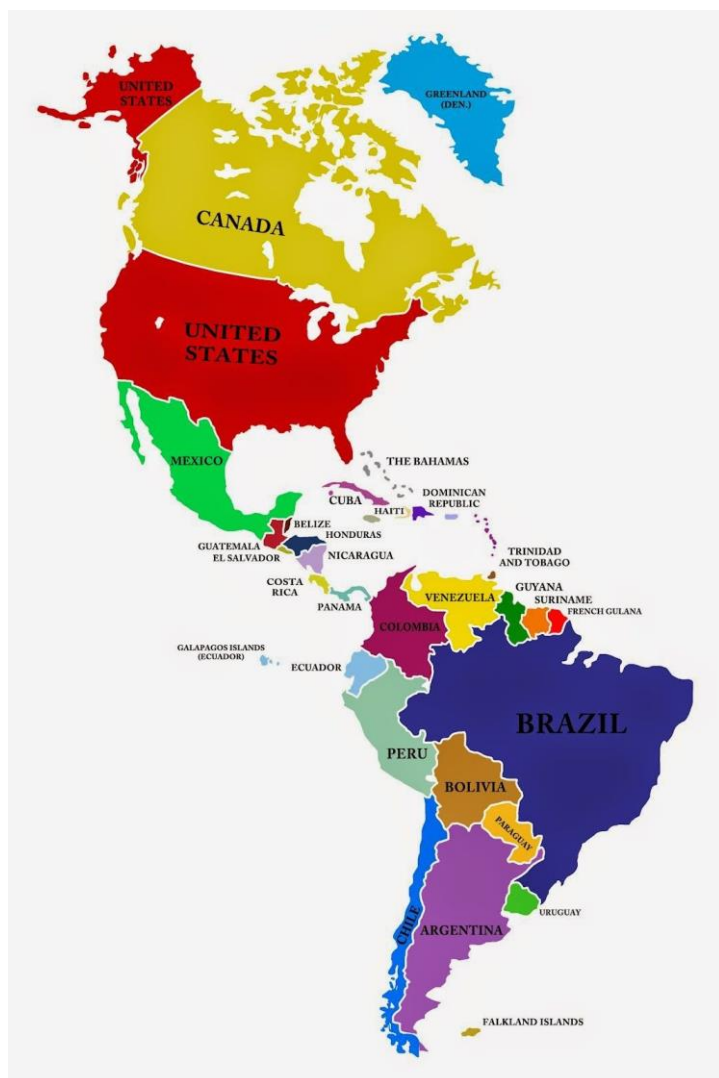 UNITED
STATES
GREENLAND
(DEN.)
CANADA
UNITED
STATES
MEXICO
THE BAHAMAS
CUBA
HAITI
DOMINICAN
REPUBLIC
BELIZE
HONDURAS
GUATEMALA
EL SALVADOR
NICARAGUA
TRINIDAD
AND TOBAGO
COSTA
RICA
PANAMA
VENEZUELA
GUYANA
SURINAME
FRENCH GULANA
COLOMBIA
GALAPAGOS ISLANDS
(ECUADOR)
ECUADOR
BRAZIL
PERU
BOLIVIA
PARAGUAY
CHILE
ARGENTINA
URUGUAY
FALKLAND ISLANDS